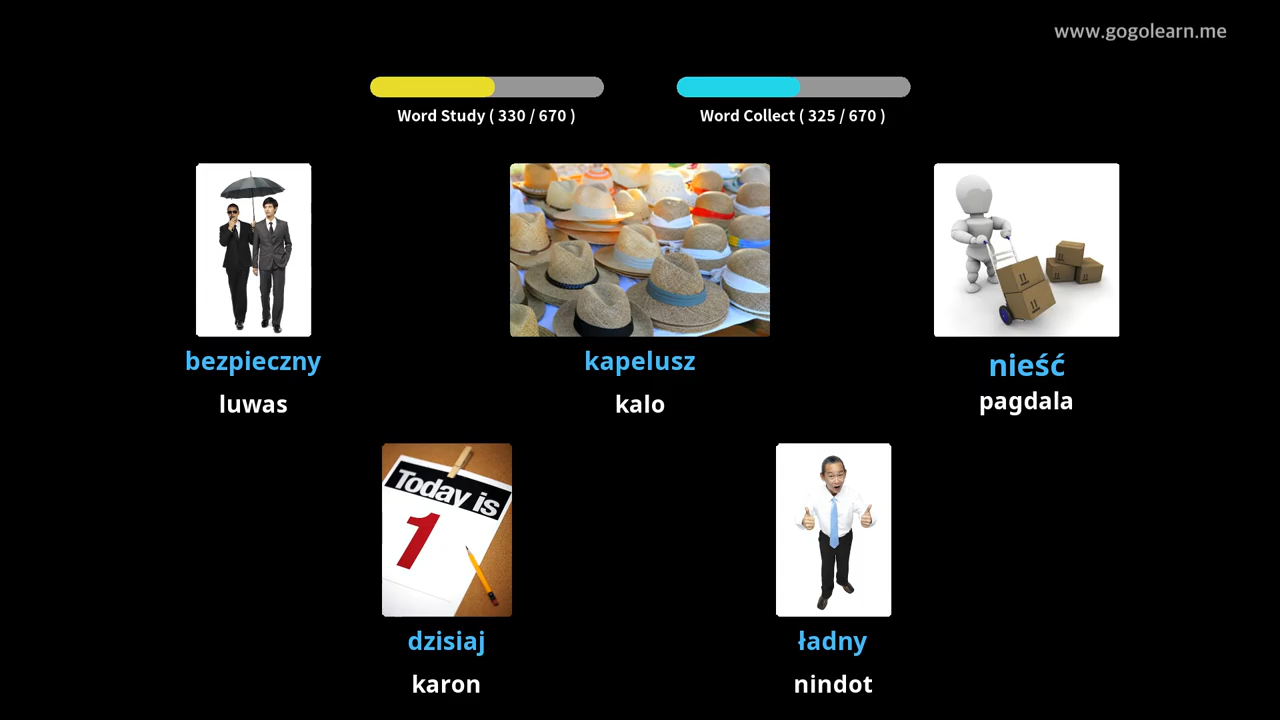 www.gogolearn.me
Word Study ( 330 / 670 )
Word Collect ( 325 / 670 )
bezpieczny
luwas
kapelusz
kalo
nieść
pagdala
Today is
1
dzisiaj
karon
ładny
nindot